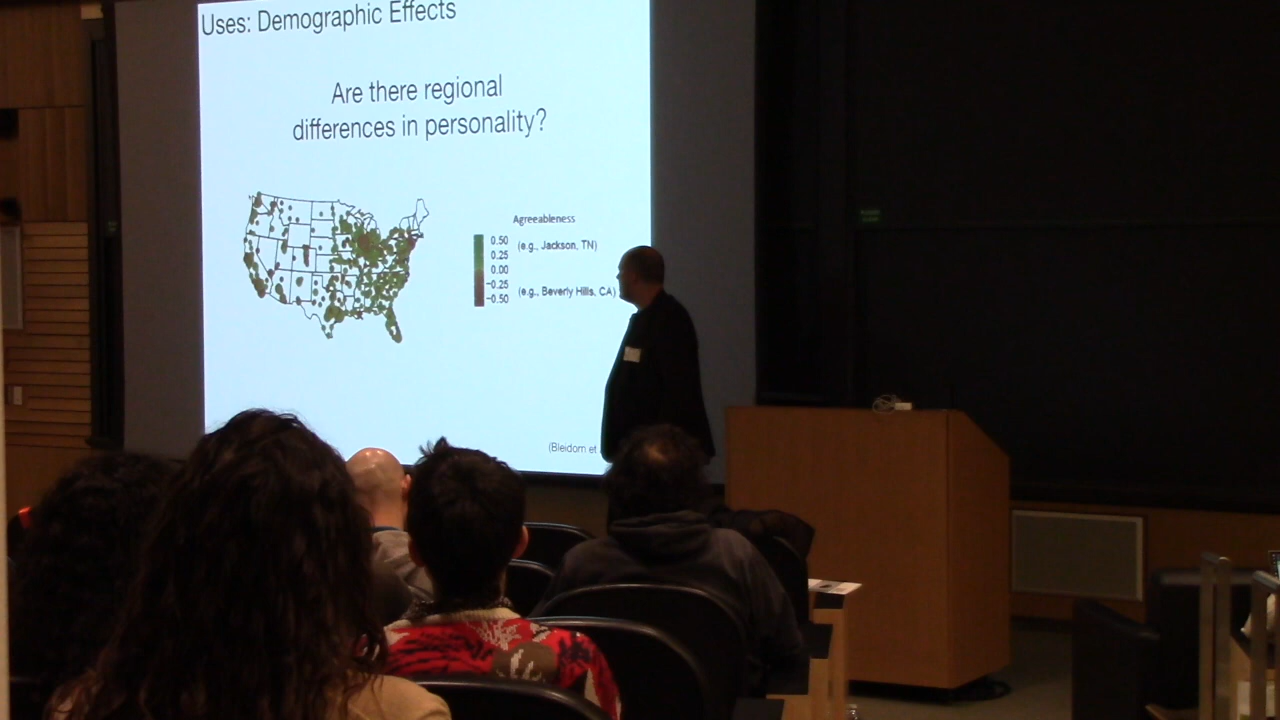 Uses: Demographic Effects
Are there regional
differences in personality?
Agreeableness
0.50 (e.g., Jackson, TN)
0.25
0.00
−0.25
(e.g., Beverly Hills, CA)
−0.50
(Bleidorn et